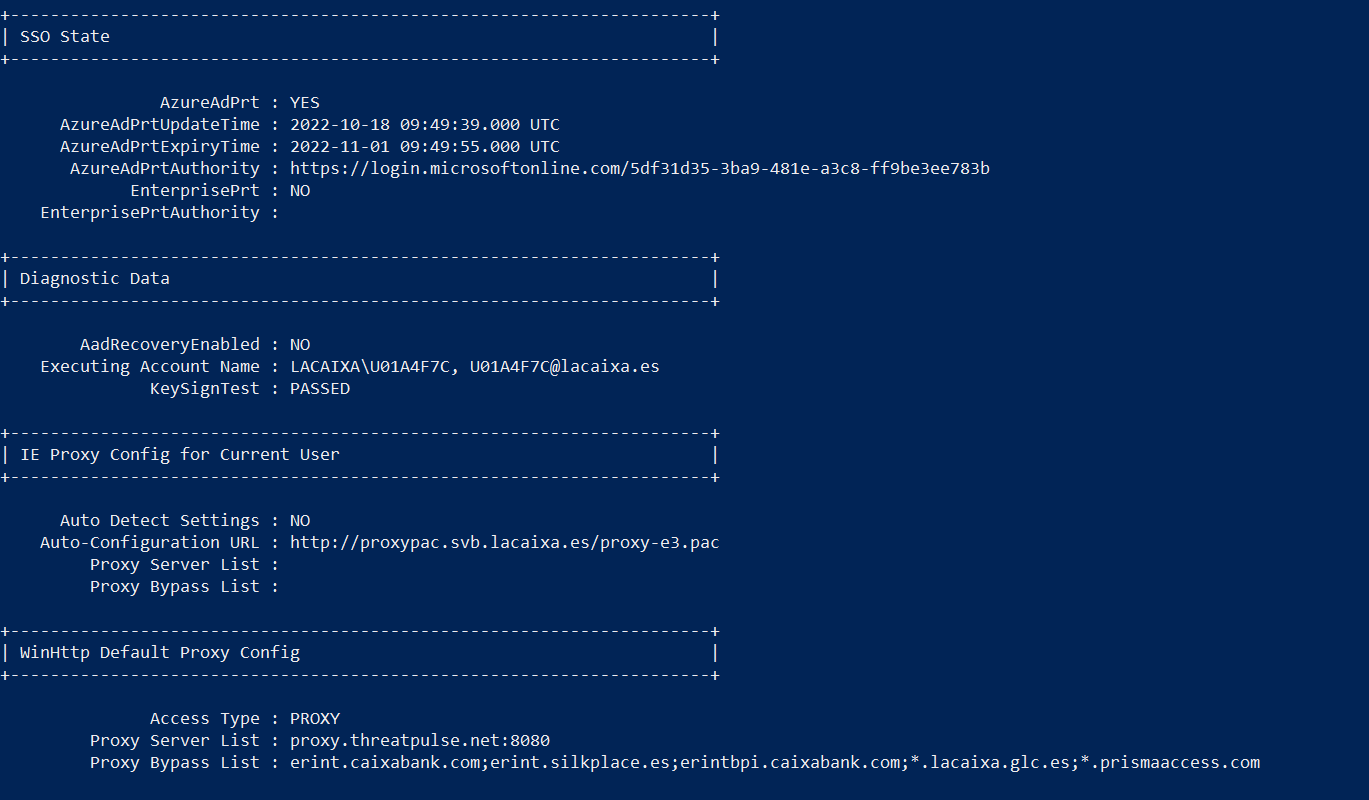 +----------------------------------------------------------------------+
| SSO State                                                            |
+----------------------------------------------------------------------+

                AzureAdPrt : YES
      AzureAdPrtUpdateTime : 2022-10-18 09:49:39.000 UTC
      AzureAdPrtExpiryTime : 2022-11-01 09:49:55.000 UTC
       AzureAdPrtAuthority : https://login.microsoftonline.com/5df31d35-3ba9-481e-a3c8-ff9be3ee783b
             EnterprisePrt : NO
    EnterprisePrtAuthority :

+----------------------------------------------------------------------+
| Diagnostic Data                                                      |
+----------------------------------------------------------------------+

        AadRecoveryEnabled : NO
    Executing Account Name : LACAIXA\U01A4F7C, U01A4F7C@lacaixa.es
               KeySignTest : PASSED

+----------------------------------------------------------------------+
| IE Proxy Config for Current User                                     |
+----------------------------------------------------------------------+

      Auto Detect Settings : NO
    Auto-Configuration URL : http://proxypac.svb.lacaixa.es/proxy-e3.pac
         Proxy Server List :
         Proxy Bypass List :

+----------------------------------------------------------------------+
| WinHttp Default Proxy Config                                         |
+----------------------------------------------------------------------+

               Access Type : PROXY
         Proxy Server List : proxy.threatpulse.net:8080
         Proxy Bypass List : erint.caixabank.com;erint.silkplace.es;erintbpi.caixabank.com;*.lacaixa.glc.es;*.prismaaccess.com